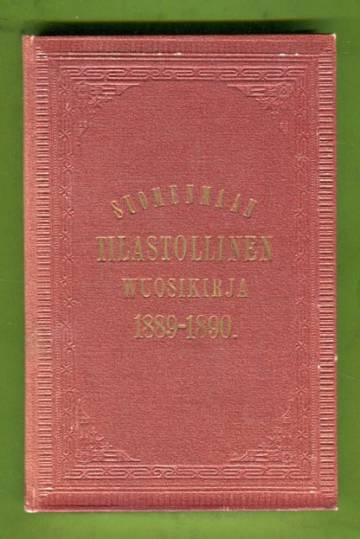 SUOMENMAAN
TILASTOLLINEN
WUOSIKIRJA
1889-1890.